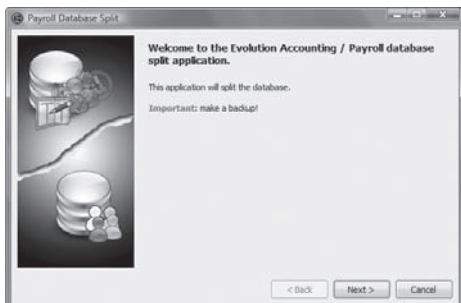 Payroll Database Split
Welcome to the Evolution Accounting / Payroll database
split application.
This application will split the database.
Important: make a backup!
< Back
Next >
Cancel